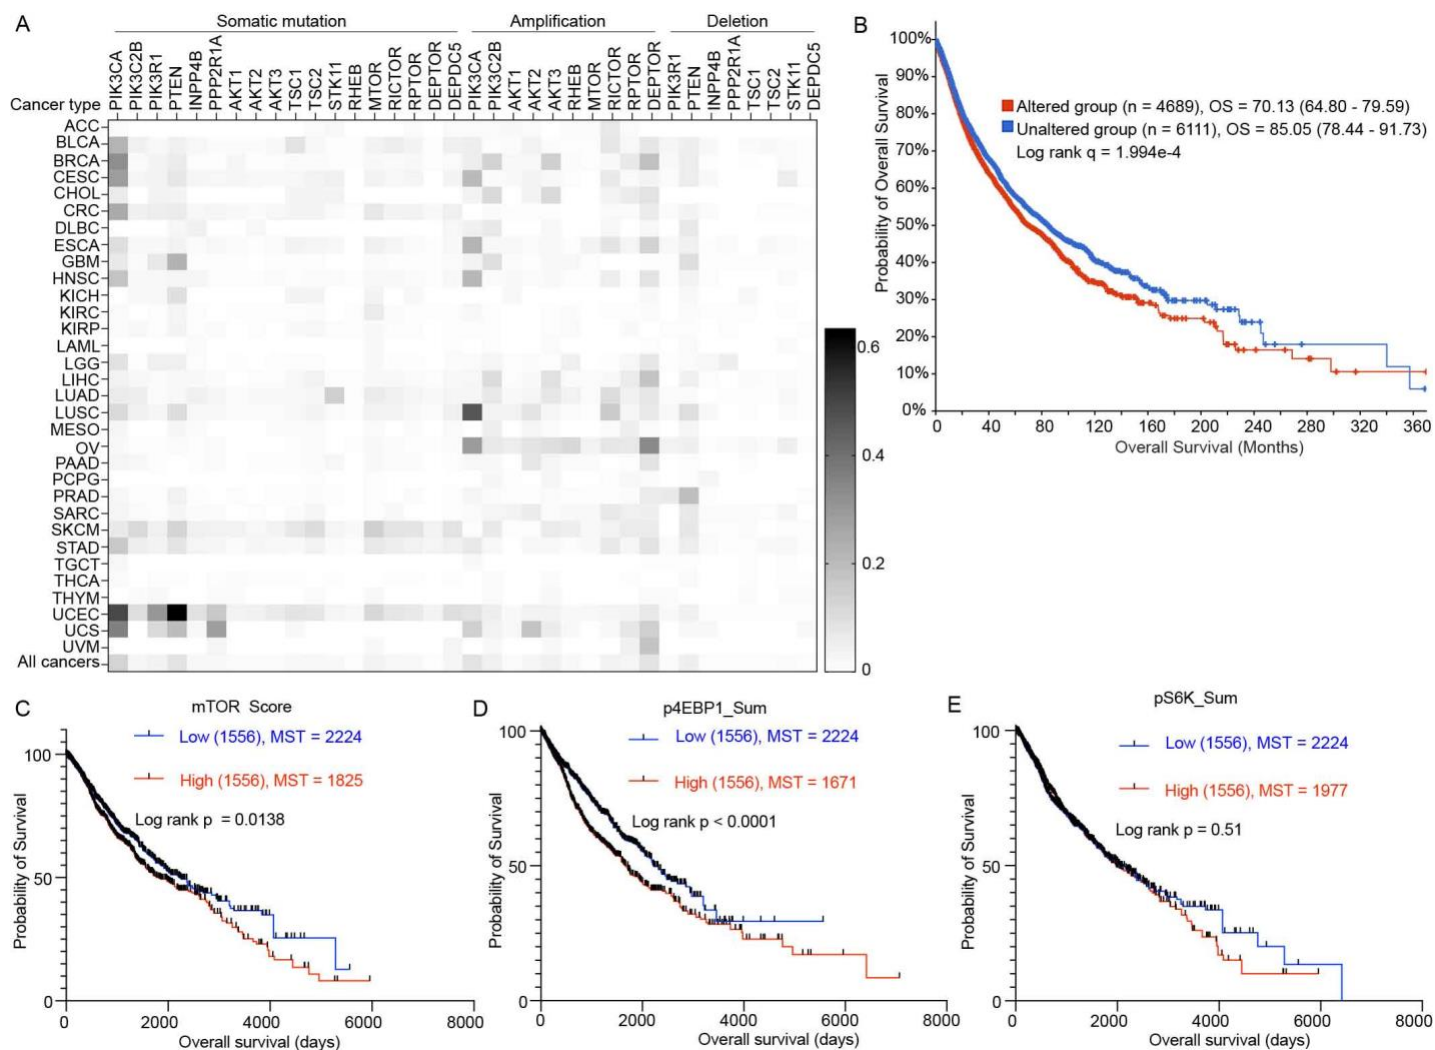 A
Somatic mutation
Amplification
Deletion
Cancer type
PIK3CA
PIK3C2B
PIK3R1
PTEN
INPP4B
PPP2R1A
AKT1
AKT2
AKT3
TSC1
TSC2
STK11
RHEB
MTOR
RICTOR
RPTOR
DEPTOR
DEPDC5
PIK3CA
PIK3C2B
AKT1
AKT2
AKT3
RHEB
MTOR
RICTOR
RPTOR
DEPTOR
PIK3R1
PTEN
INPP4B
PPP2R1A
TSC1
TSC2
STK11
DEPDC5
ACC
BLCA
BRCA
CESC
CHOL
CRC
DLBC
ESCA
GBM
HNSC
KICH
KIRC
KIRP
LAML
LGG
LIHC
LUAD
LUSC
MESO
OV
PAAD
PCPG
PRAD
SARC
SKCM
STAD
TGCT
THCA
THYM
UCEC
UCS
UVM
All cancers
0.6
0.4
0.2
0
B
Probability of Overall Survival
100%
90%
80%
70%
60%
50%
40%
30%
20%
10%
0%
Altered group (n = 4689), OS = 70.13 (64.80 - 79.59)
Unaltered group (n = 6111), OS = 85.05 (78.44 - 91.73)
Log rank q = 1.994e-4
0 40 80 120 160 200 240 280 320 360
Overall Survival (Months)
C
mTOR Score
Low (1556), MST = 2224
High (1556), MST = 1825
Log rank p = 0.0138
Probability of Survival
100
50
0
0 2000 4000 6000 8000
Overall survival (days)
D
p4EBP1_Sum
Low (1556), MST = 2224
High (1556), MST = 1671
Log rank p < 0.0001
Probability of Survival
100
50
0
0 2000 4000 6000 8000
Overall survival (days)
E
pS6K_Sum
Low (1556), MST = 2224
High (1556), MST = 1977
Log rank p = 0.51
Probability of Survival
100
50
0
0 2000 4000 6000 8000
Overall survival (days)